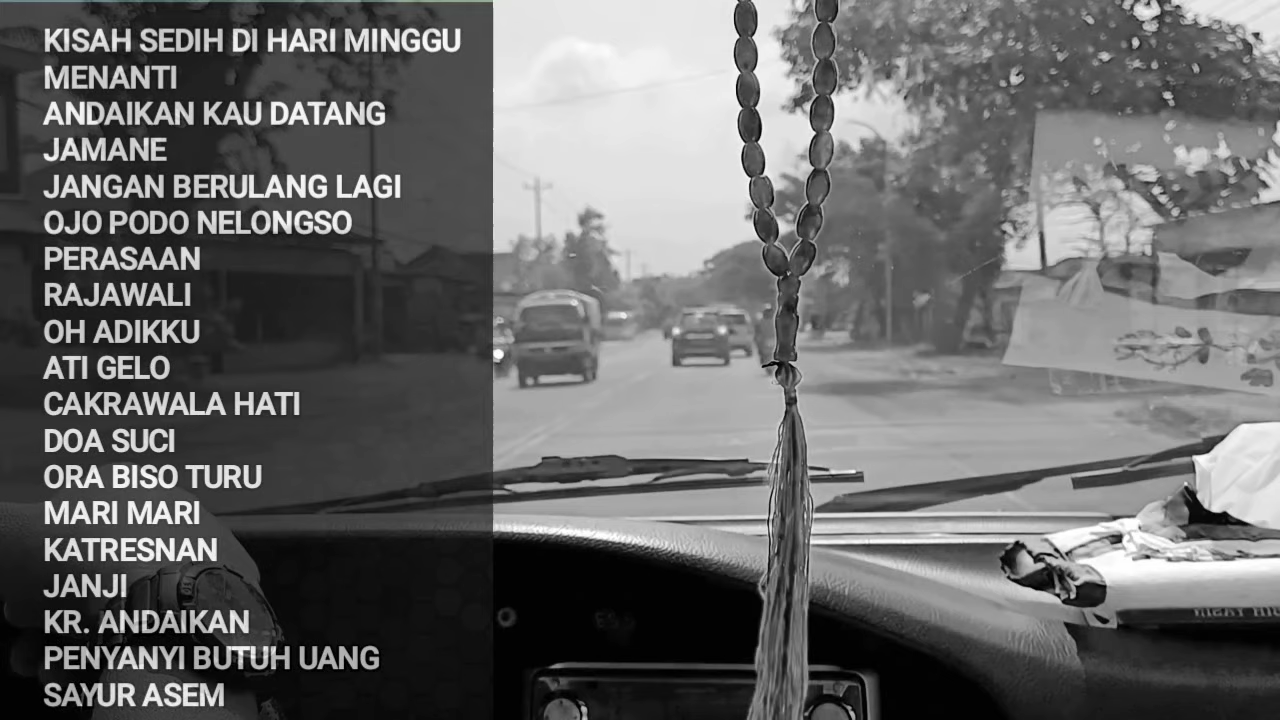 KISAH SEDIH DI HARI MINGGU
MENANTI
ANDAIKAN KAU DATANG
JAMANE
JANGAN BERULANG LAGI
OJO PODO NELONGSO
PERASAAN
RAJAWALI
OH ADIKKU
ATI GELO
CAKRAWALA HATI
DOA SUCI
ORA BISO TURU
MARI MARI
KATRESNAN
JANJI
KR. ANDAIKAN
PENYANYI BUTUH UANG
SAYUR ASEM